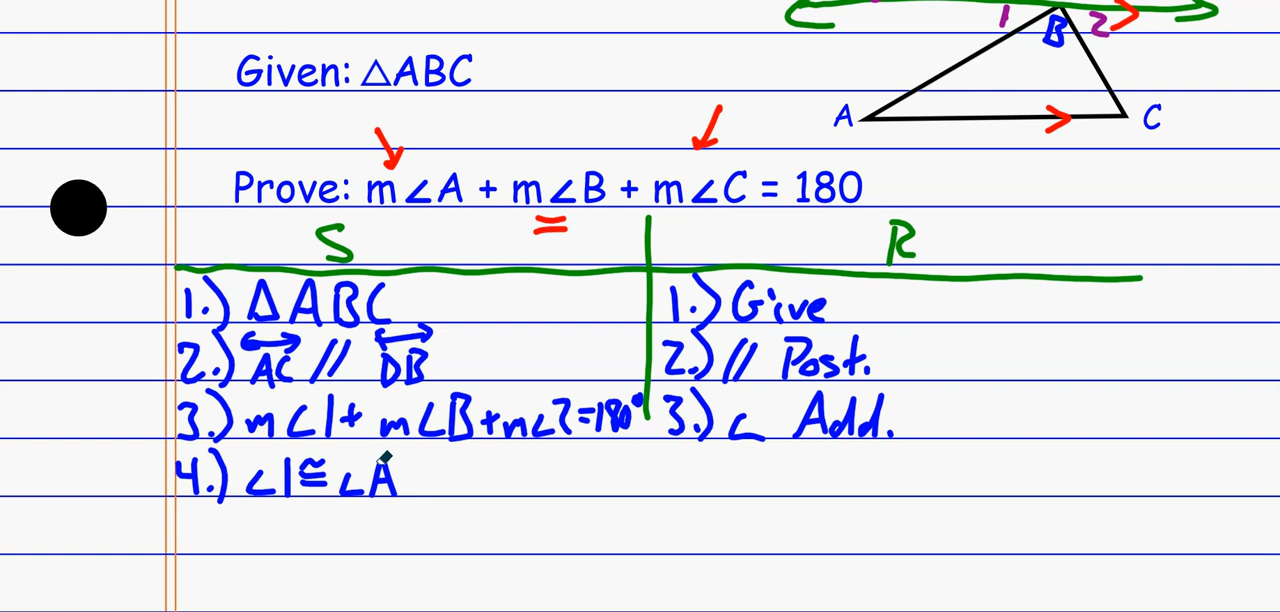 1 B 2
Given: △ABC
A C
Prove: m∠A + m∠B + m∠C = 180
S R
1.) △ABC 1.) Give
2.) AC // DB 2.) // Post.
3.) m∠1+ m∠B+m∠2=180° 3.) ∠ Add.
4.) ∠1≅∠A